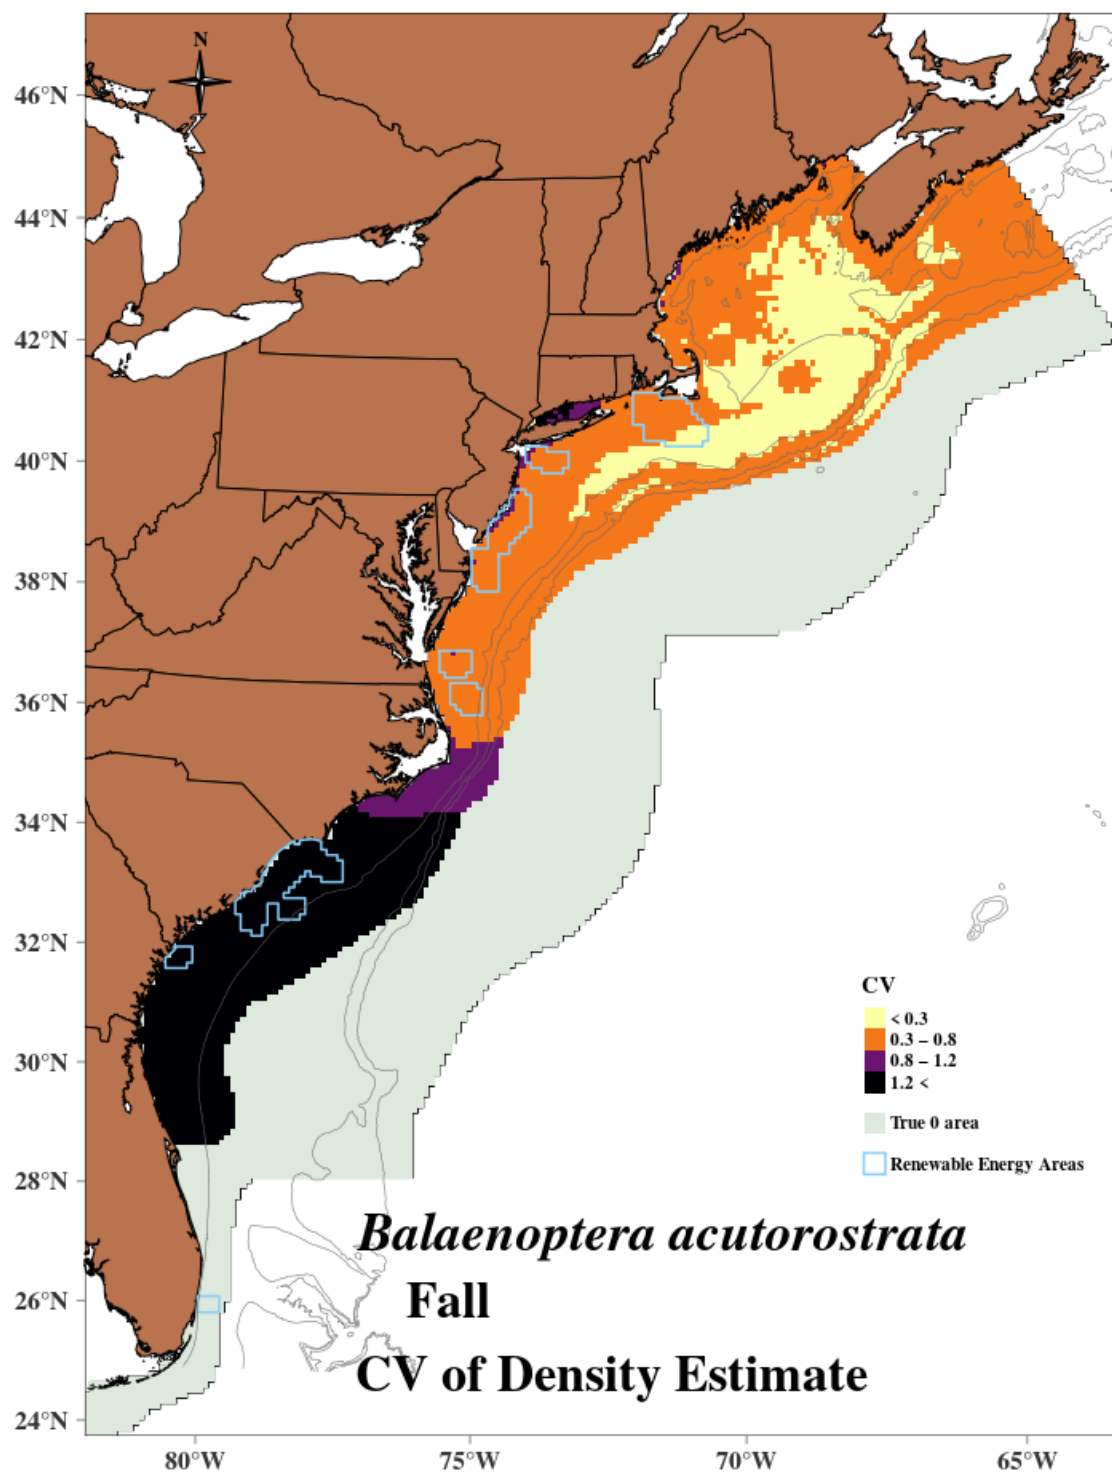 N
46°N
44°N
42°N
40°N
38°N
36°N
34°N
32°N
30°N
28°N
26°N
24°N
CV
< 0.3
0.3 – 0.8
0.8 – 1.2
1.2 <
True 0 area
Renewable Energy Areas
Balaenoptera acutorostrata
Fall
CV of Density Estimate
80°W
75°W
70°W
65°W